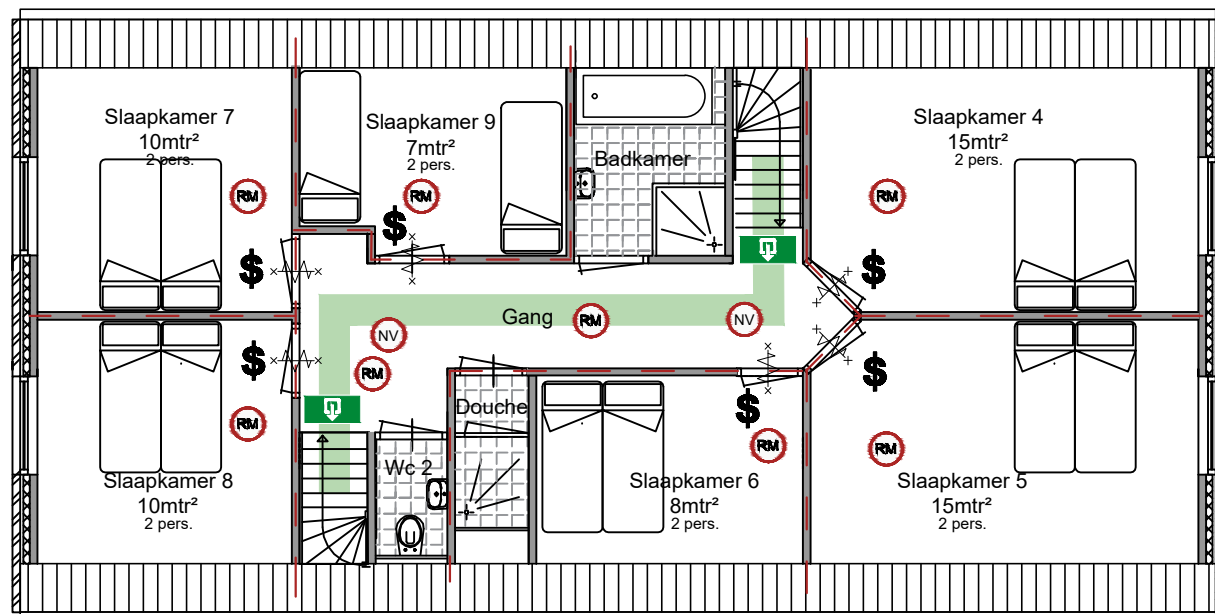 Slaapkamer 7
10mtr²
2 pers.
RM
$
Slaapkamer 9
7mtr²
2 pers.
RM
$
Badkamer
Slaapkamer 4
15mtr²
2 pers.
RM
$
Gang
RM
NV
NV
RM
Slaapkamer 8
10mtr²
2 pers.
RM
$
Wc 2
Douche
Slaapkamer 6
8mtr²
2 pers.
RM
$
Slaapkamer 5
15mtr²
2 pers.
RM
$